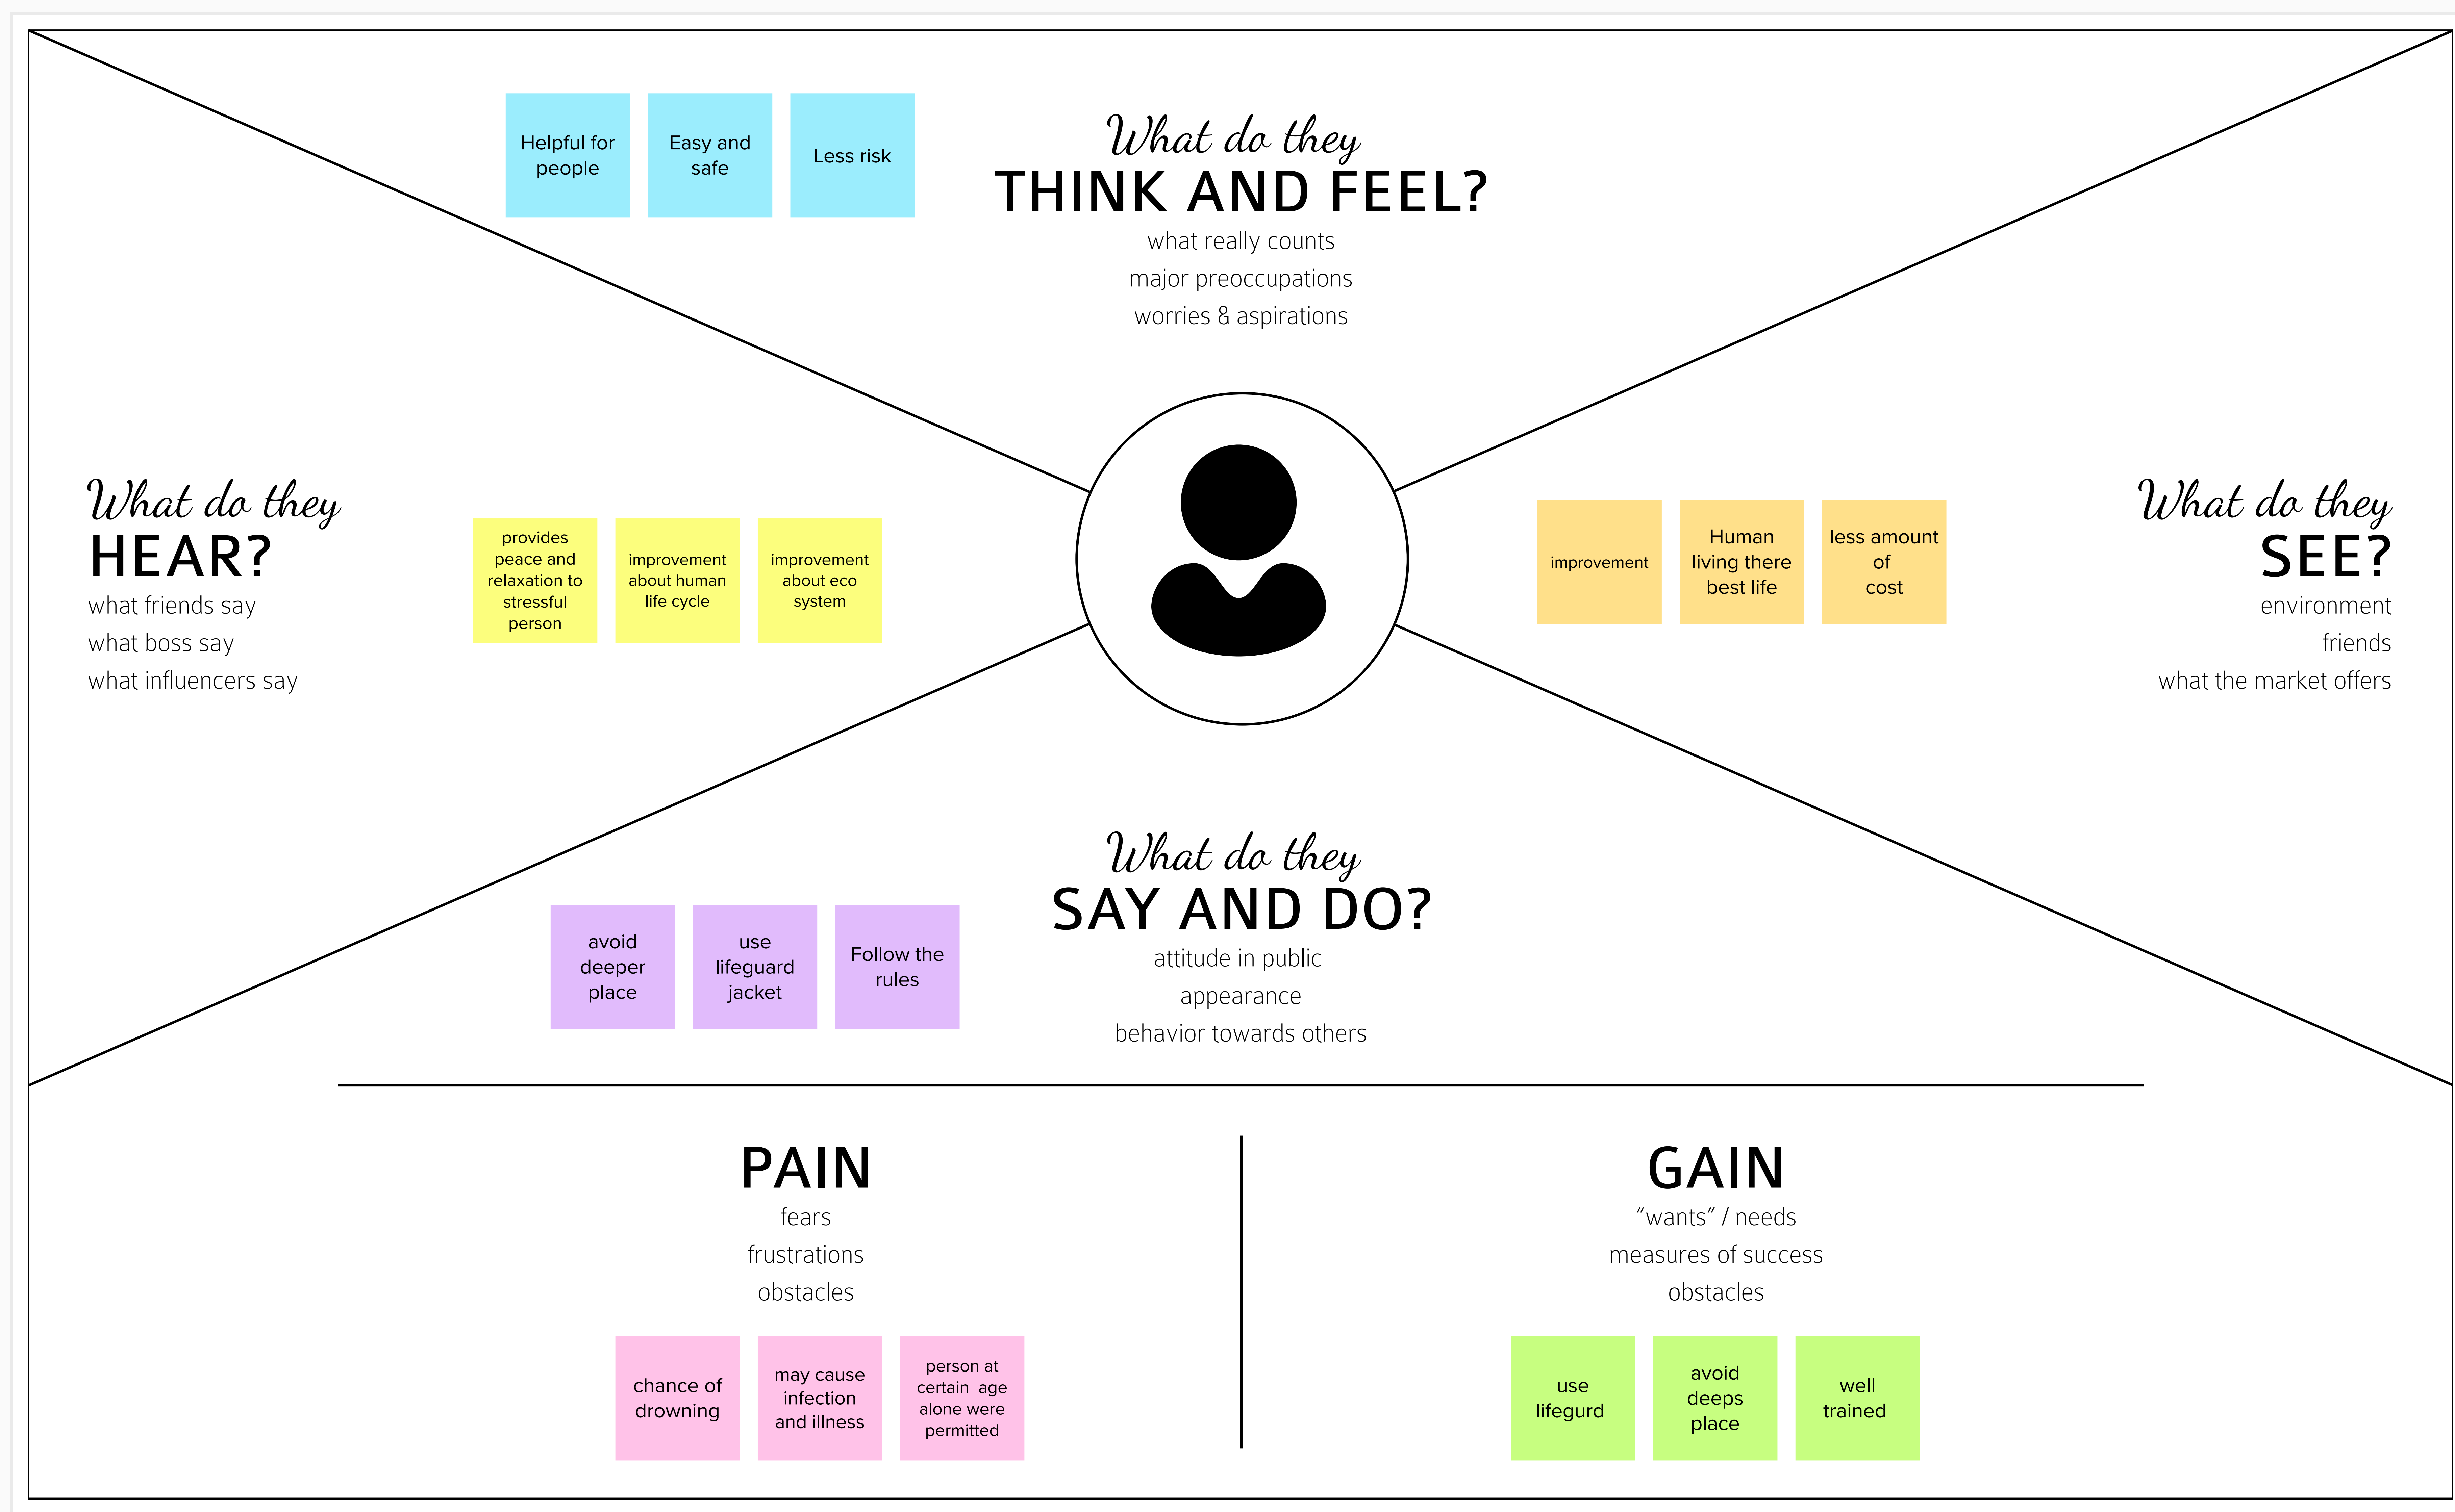 Helpful for
people
Easy and
safe
Less risk
What do they
THINK AND FEEL?
what really counts
major preoccupations
worries & aspirations
What do they
HEAR?
what friends say
what boss say
what influencers say
provides
peace and
relaxation to
stressful
person
improvement
about human
life cycle
improvement
about eco
system
improvement
Human
living there
best life
less amount
of
cost
What do they
SEE?
environment
friends
what the market offers
What do they
SAY AND DO?
attitude in public
appearance
behavior towards others
avoid
deeper
place
use
lifeguard
jacket
Follow the
rules
PAIN
fears
frustrations
obstacles
chance of
drowning
may cause
infection
and illness
person at
certain  age
alone were
permitted
GAIN
“wants” / needs
measures of success
obstacles
use
lifegurd
avoid
deeps
place
well
trained